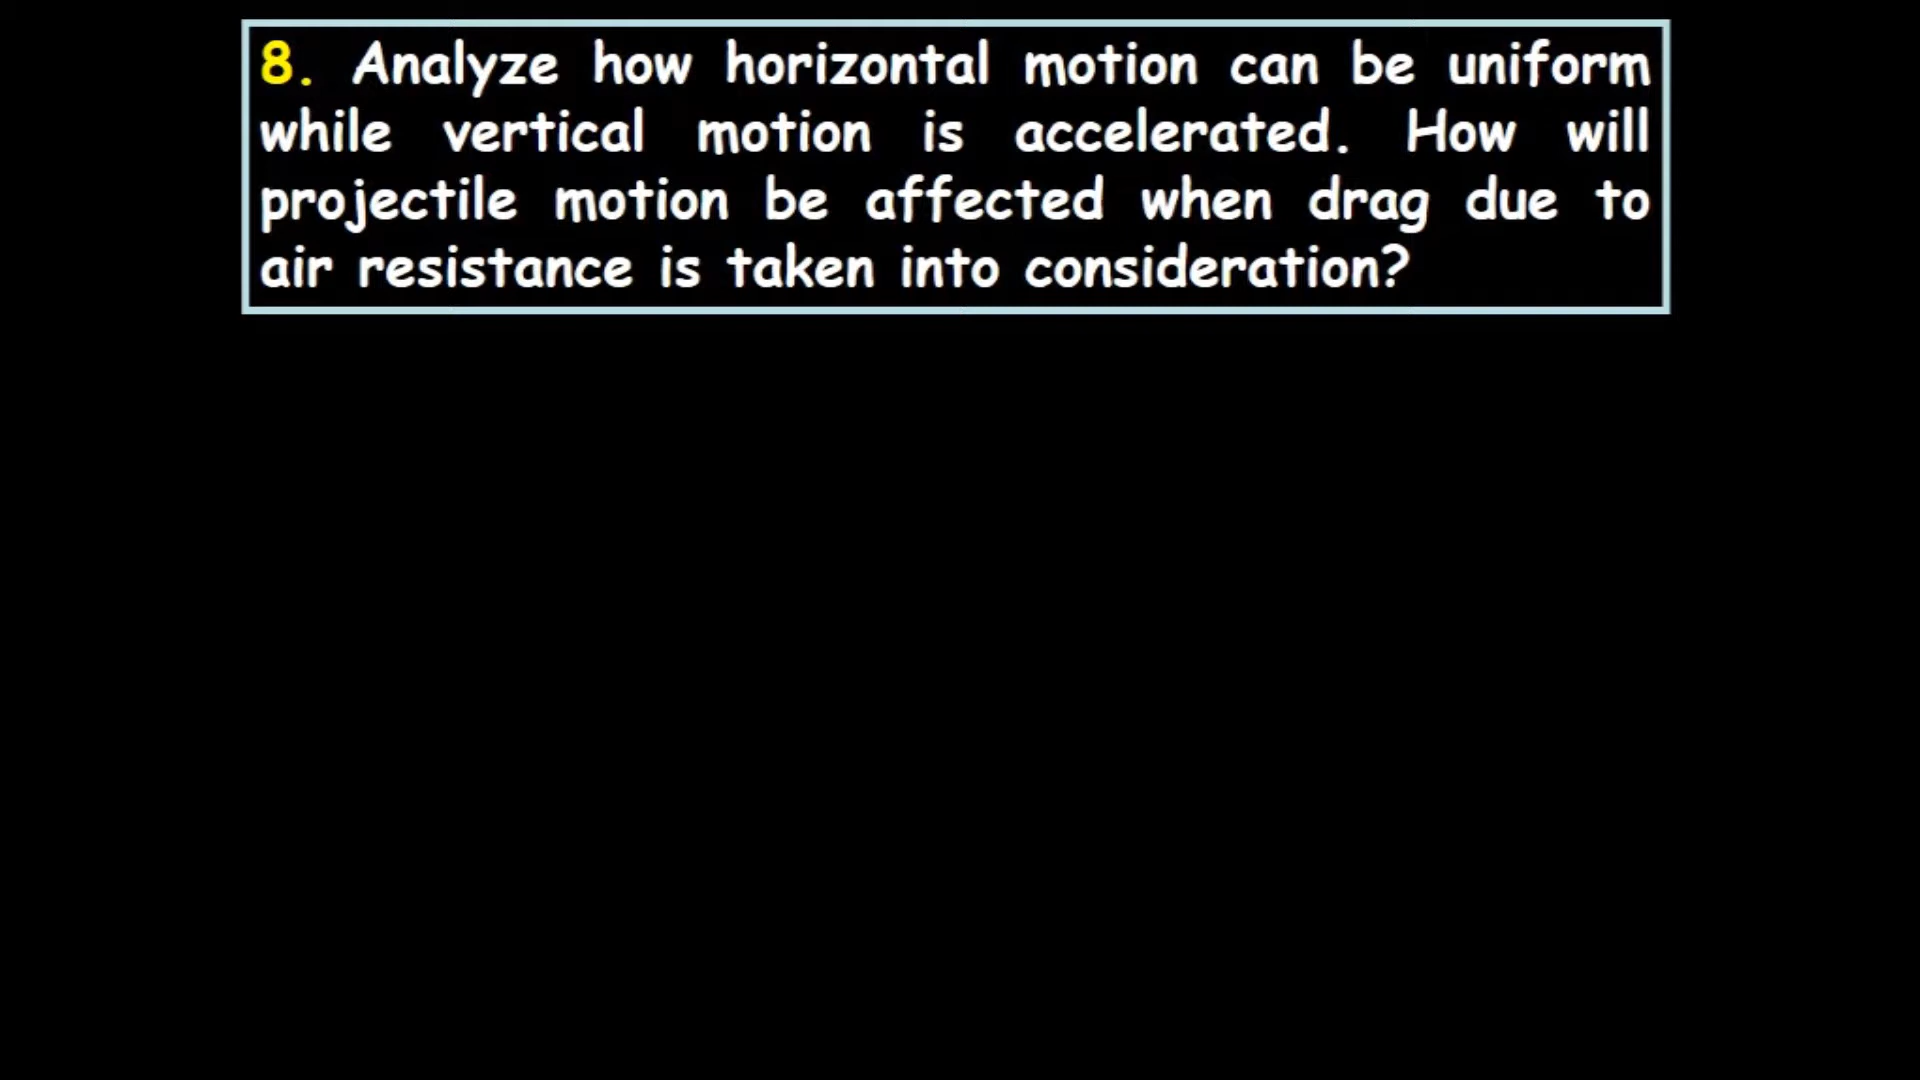 8. Analyze how horizontal motion can be uniform
while vertical motion is accelerated. How will
projectile motion be affected when drag due to
air resistance is taken into consideration?